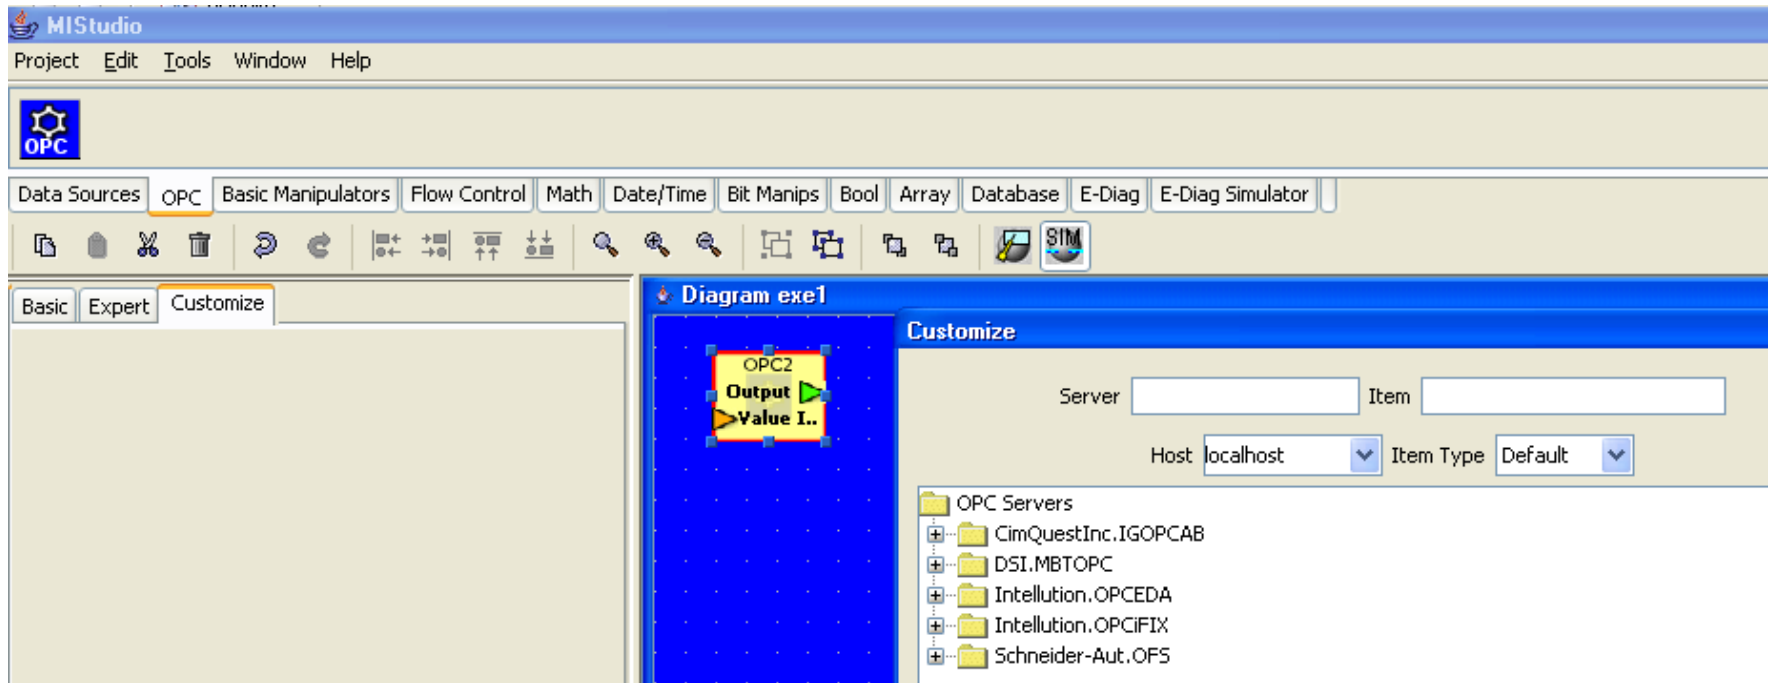 MIStudio
Project Edit Tools Window Help
OPC
Data Sources OPC Basic Manipulators Flow Control Math Date/Time Bit Manips Bool Array Database E-Diag E-Diag Simulator
SIM
Basic Expert Customize
Diagram exe1
Customize
OPC2
Output
Value I..
Server Item
Host localhost Item Type Default
OPC Servers
CimQuestInc.IGOPCAB
DSI.MBTOPC
Intellution.OPCEDA
Intellution.OPCiFIX
Schneider-Aut.OFS